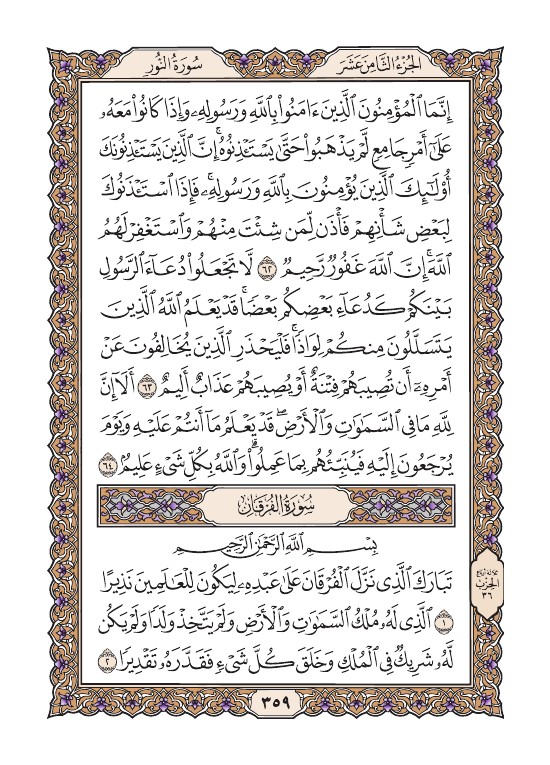 الجُزْءُ الثَّامِنَ عَشَرَ
سُورَةُ النُّورِ
إِنَّمَا ٱلْمُؤْمِنُونَ ٱلَّذِينَ ءَامَنُوا۟ بِٱللَّهِ وَرَسُولِهِۦ وَإِذَا كَانُوا۟ مَعَهُۥ
عَلَىٰٓ أَمْرٍ جَامِعٍ لَّمْ يَذْهَبُوا۟ حَتَّىٰ يَسْتَـْٔذِنُوهُ ۚ إِنَّ ٱلَّذِينَ يَسْتَـْٔذِنُونَكَ
أُو۟لَـٰٓئِكَ ٱلَّذِينَ يُؤْمِنُونَ بِٱللَّهِ وَرَسُولِهِۦ ۚ فَإِذَا ٱسْتَـْٔذَنُوكَ
لِبَعْضِ شَأْنِهِمْ فَأْذَن لِّمَن شِئْتَ مِنْهُمْ وَٱسْتَغْفِرْ لَهُمُ
ٱللَّهَ ۚ إِنَّ ٱللَّهَ غَفُورٌ رَّحِيمٌ ٦٢ لَّا تَجْعَلُوا۟ دُعَآءَ ٱلرَّسُولِ
بَيْنَكُمْ كَدُعَآءِ بَعْضِكُم بَعْضًا ۚ قَدْ يَعْلَمُ ٱللَّهُ ٱلَّذِينَ
يَتَسَلَّلُونَ مِنكُمْ لِوَاذًا ۚ فَلْيَحْذَرِ ٱلَّذِينَ يُخَالِفُونَ عَنْ
أَمْرِهِۦٓ أَن تُصِيبَهُمْ فِتْنَةٌ أَوْ يُصِيبَهُمْ عَذَابٌ أَلِيمٌ ٦٣ أَلَآ إِنَّ
لِلَّهِ مَا فِى ٱلسَّمَـٰوَٰتِ وَٱلْأَرْضِ ۖ قَدْ يَعْلَمُ مَآ أَنتُمْ عَلَيْهِ وَيَوْمَ
يُرْجَعُونَ إِلَيْهِ فَيُنَبِّئُهُم بِمَا عَمِلُوا۟ ۗ وَٱللَّهُ بِكُلِّ شَىْءٍ عَلِيمٌۢ ٦٤
سُورَةُ الفُرْقَانِ
بِسْمِ ٱللَّهِ ٱلرَّحْمَـٰنِ ٱلرَّحِيمِ
تَبَارَكَ ٱلَّذِى نَزَّلَ ٱلْفُرْقَانَ عَلَىٰ عَبْدِهِۦ لِيَكُونَ لِلْعَـٰلَمِينَ نَذِيرًا
١ ٱلَّذِى لَهُۥ مُلْكُ ٱلسَّمَـٰوَٰتِ وَٱلْأَرْضِ وَلَمْ يَتَّخِذْ وَلَدًا وَلَمْ يَكُن
لَّهُۥ شَرِيكٌ فِى ٱلْمُلْكِ وَخَلَقَ كُلَّ شَىْءٍ فَقَدَّرَهُۥ تَقْدِيرًا ٢
ثلاثة أرباع
الحزب
٣٦
٣٥٩